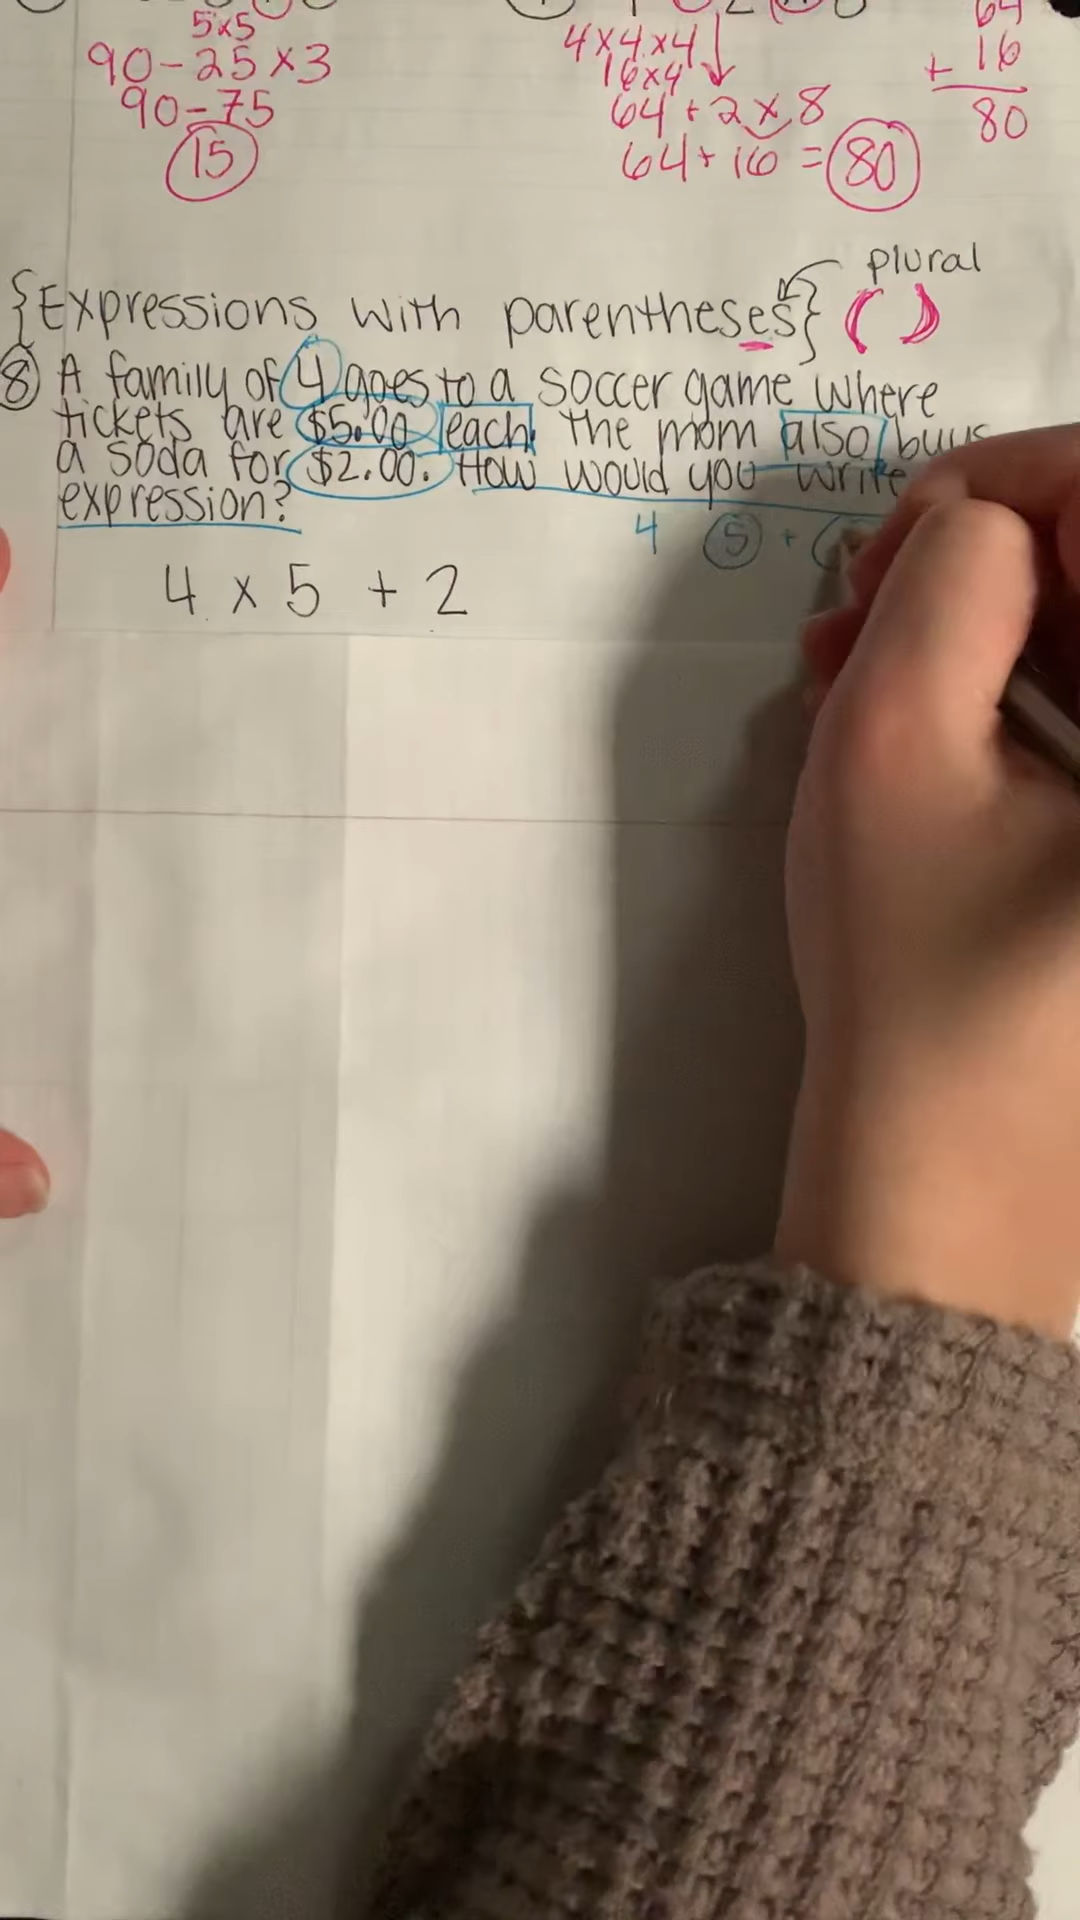 5x5
90-25x3
90-75
15
4x4x4
16x4
64+2x8
64+16=80
64
+16
80
plural
{Expressions with parentheses} ( )
8 A family of 4 goes to a soccer game where
tickets are $5.00 each. The mom also buys
a soda for $2.00. How would you write
expression?
4 5 +
4 x 5 + 2